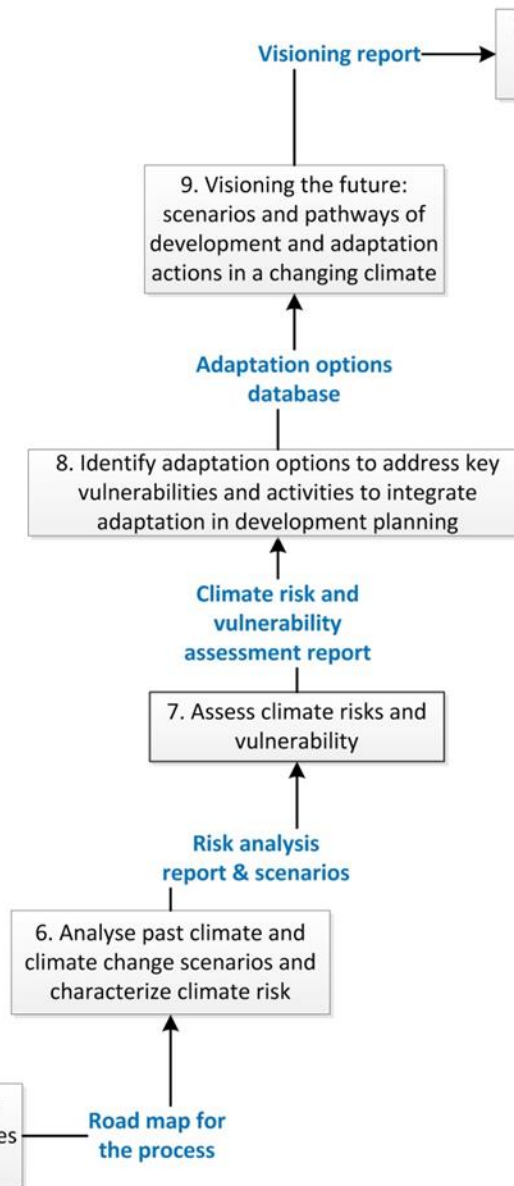 Visioning report
9. Visioning the future:
scenarios and pathways of
development and adaptation
actions in a changing climate
Adaptation options
database
8. Identify adaptation options to address key
vulnerabilities and activities to integrate
adaptation in development planning
Climate risk and
vulnerability
assessment report
7. Assess climate risks and
vulnerability
Risk analysis
report & scenarios
6. Analyse past climate and
climate change scenarios and
characterize climate risk
es
Road map for
the process